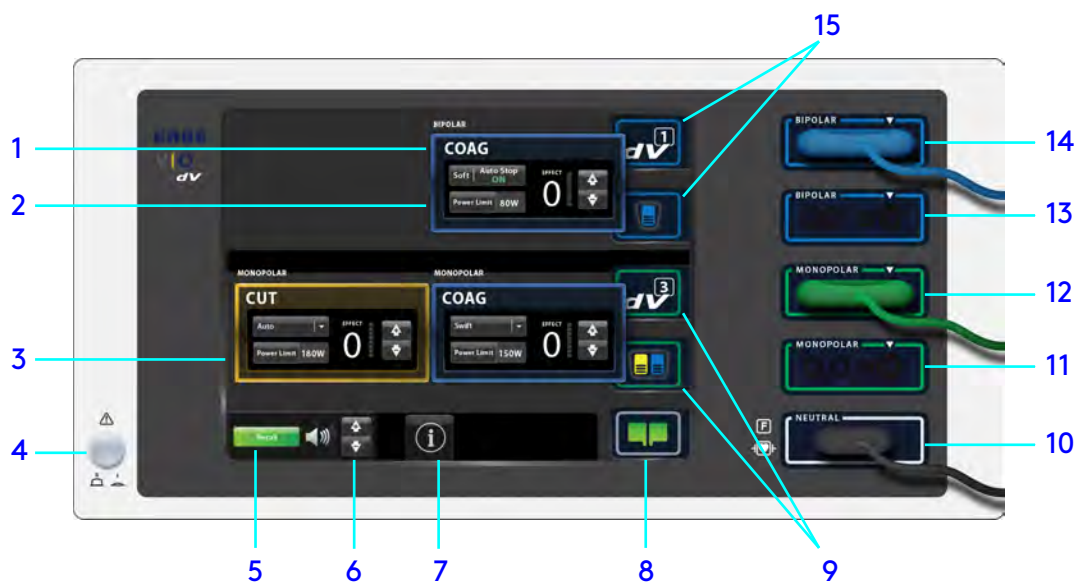 15
BIPOLAR
BIPOLAR
ERBE
VIO
dV
1
COAG
dV 1
14
Soft
Auto Stop
ON
EFFECT
0
2
Power Limit 80W
BIPOLAR
13
MONOPOLAR
MONOPOLAR
MONOPOLAR
CUT
COAG
dV 3
12
Auto
EFFECT
0
Swift
EFFECT
0
3
Power Limit 160W
Power Limit 150W
MONOPOLAR
11
4
Recall
i
NEUTRAL
F
10
5
6
7
8
9